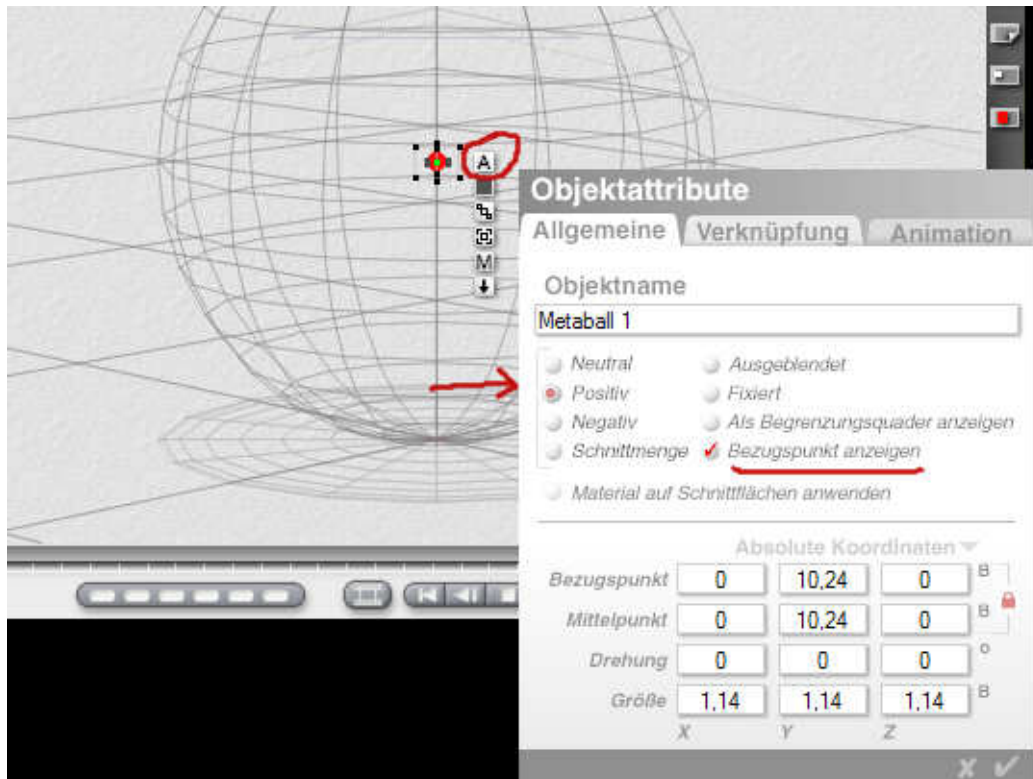 A
M
Objektattribute
Allgemeine Verknüpfung Animation
Objektname
Metaball 1
Neutral Ausgeblendet
Positiv Fixiert
Negativ Als Begrenzungsquader anzeigen
Schnittmenge Bezugspunkt anzeigen
Material auf Schnittflächen anwenden
Absolute Koordinaten
Bezugspunkt 0 10,24 0 B
Mittelpunkt 0 10,24 0 B
Drehung 0 0 0 o
Größe 1,14 1,14 1,14 B
X Y Z